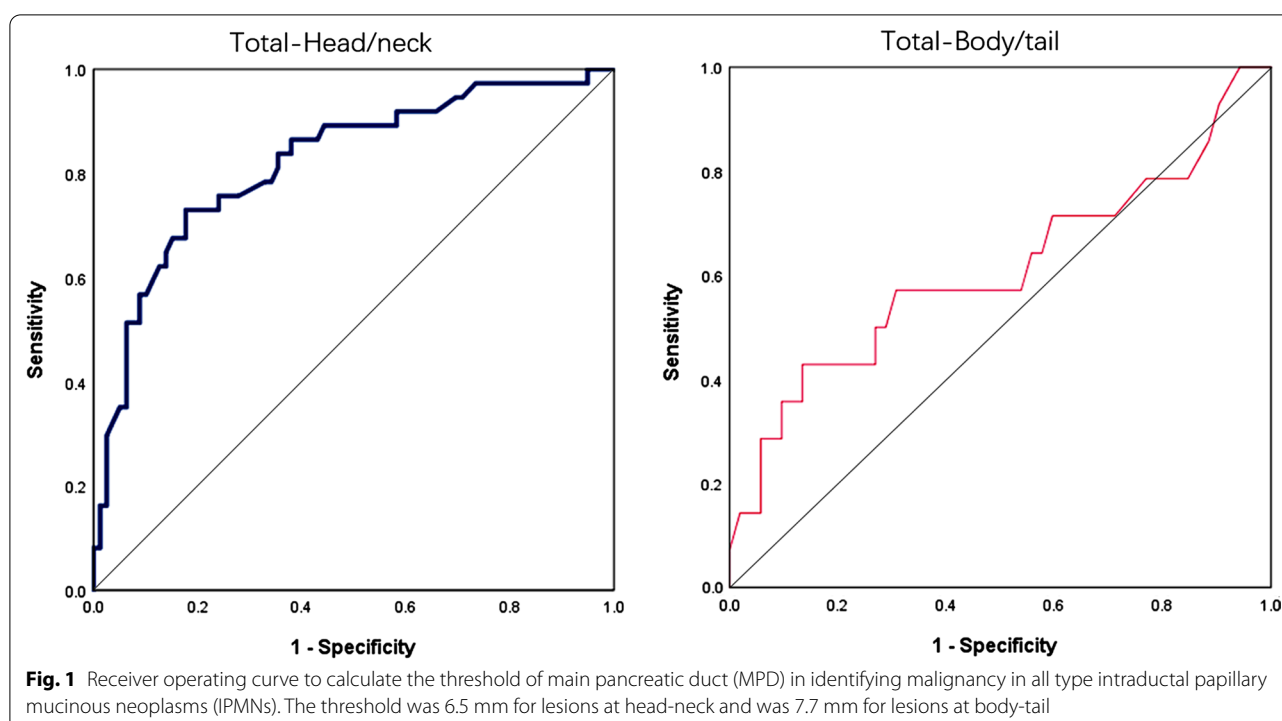 Total-Head/neck
1.0
0.8
0.6
0.4
0.2
0.0
Sensitivity
0.0 0.2 0.4 0.6 0.8 1.0
1 - Specificity
Total-Body/tail
1.0
0.8
0.6
0.4
0.2
0.0
Sensitivity
0.0 0.2 0.4 0.6 0.8 1.0
1 - Specificity
Fig. 1 Receiver operating curve to calculate the threshold of main pancreatic duct (MPD) in identifying malignancy in all type intraductal papillary
mucinous neoplasms (IPMNs). The threshold was 6.5 mm for lesions at head-neck and was 7.7 mm for lesions at body-tail